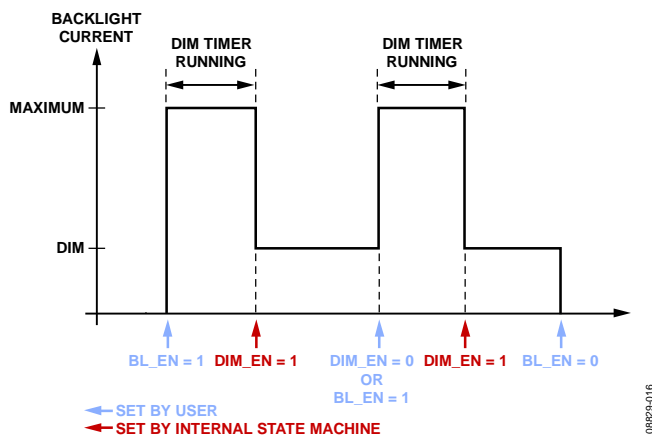 BACKLIGHT
CURRENT
DIM TIMER
RUNNING
DIM TIMER
RUNNING
MAXIMUM
DIM
BL_EN = 1
DIM_EN = 1
DIM_EN = 0
OR
BL_EN = 1
DIM_EN = 1
BL_EN = 0
SET BY USER
SET BY INTERNAL STATE MACHINE
08829-016